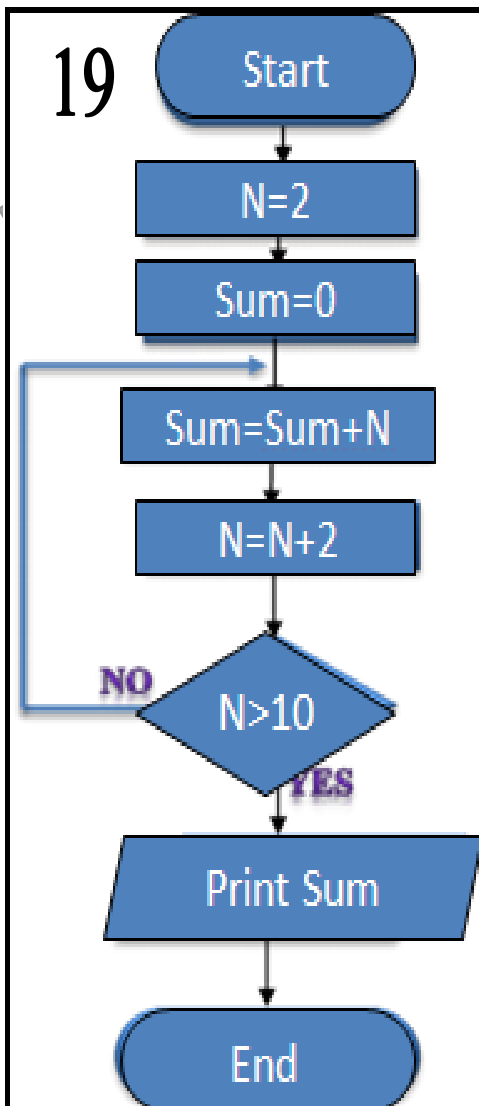 19
Start
N=2
Sum=0
Sum=Sum+N
N=N+2
NO
N>10
YES
Print Sum
End